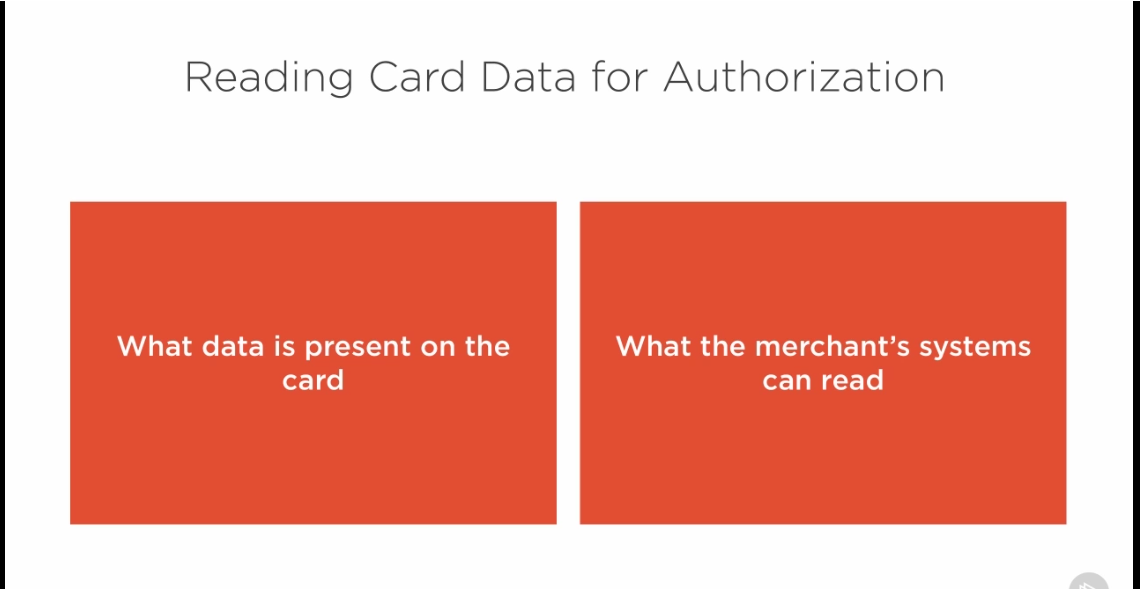 Reading Card Data for Authorization
What data is present on the
card
What the merchant’s systems
can read